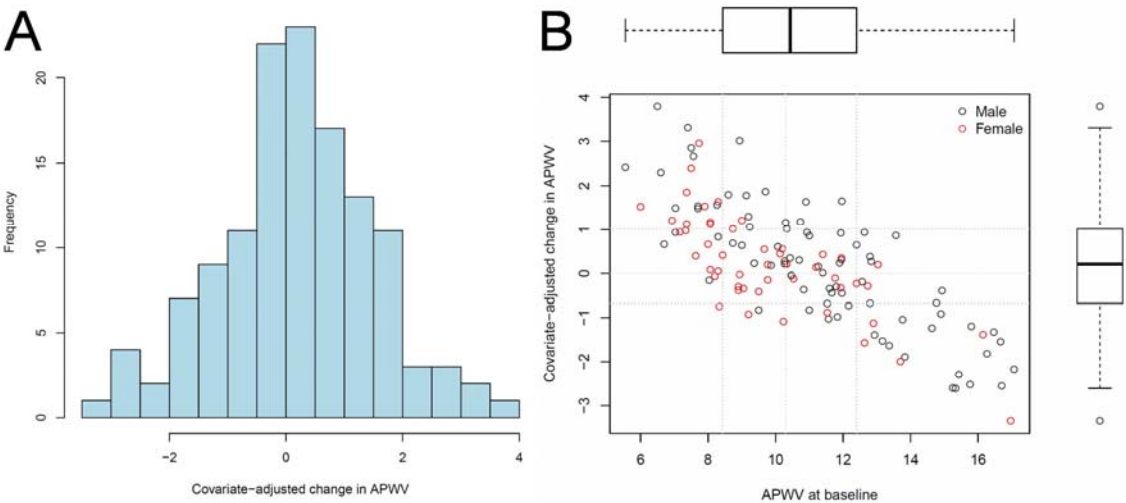 A
Frequency
0
5
10
15
20
−2
0
2
4
Covariate−adjusted change in APWV
B
Covariate−adjusted change in APWV
4
3
2
1
0
−1
−2
−3
Male
Female
6
8
10
12
14
16
APWV at baseline